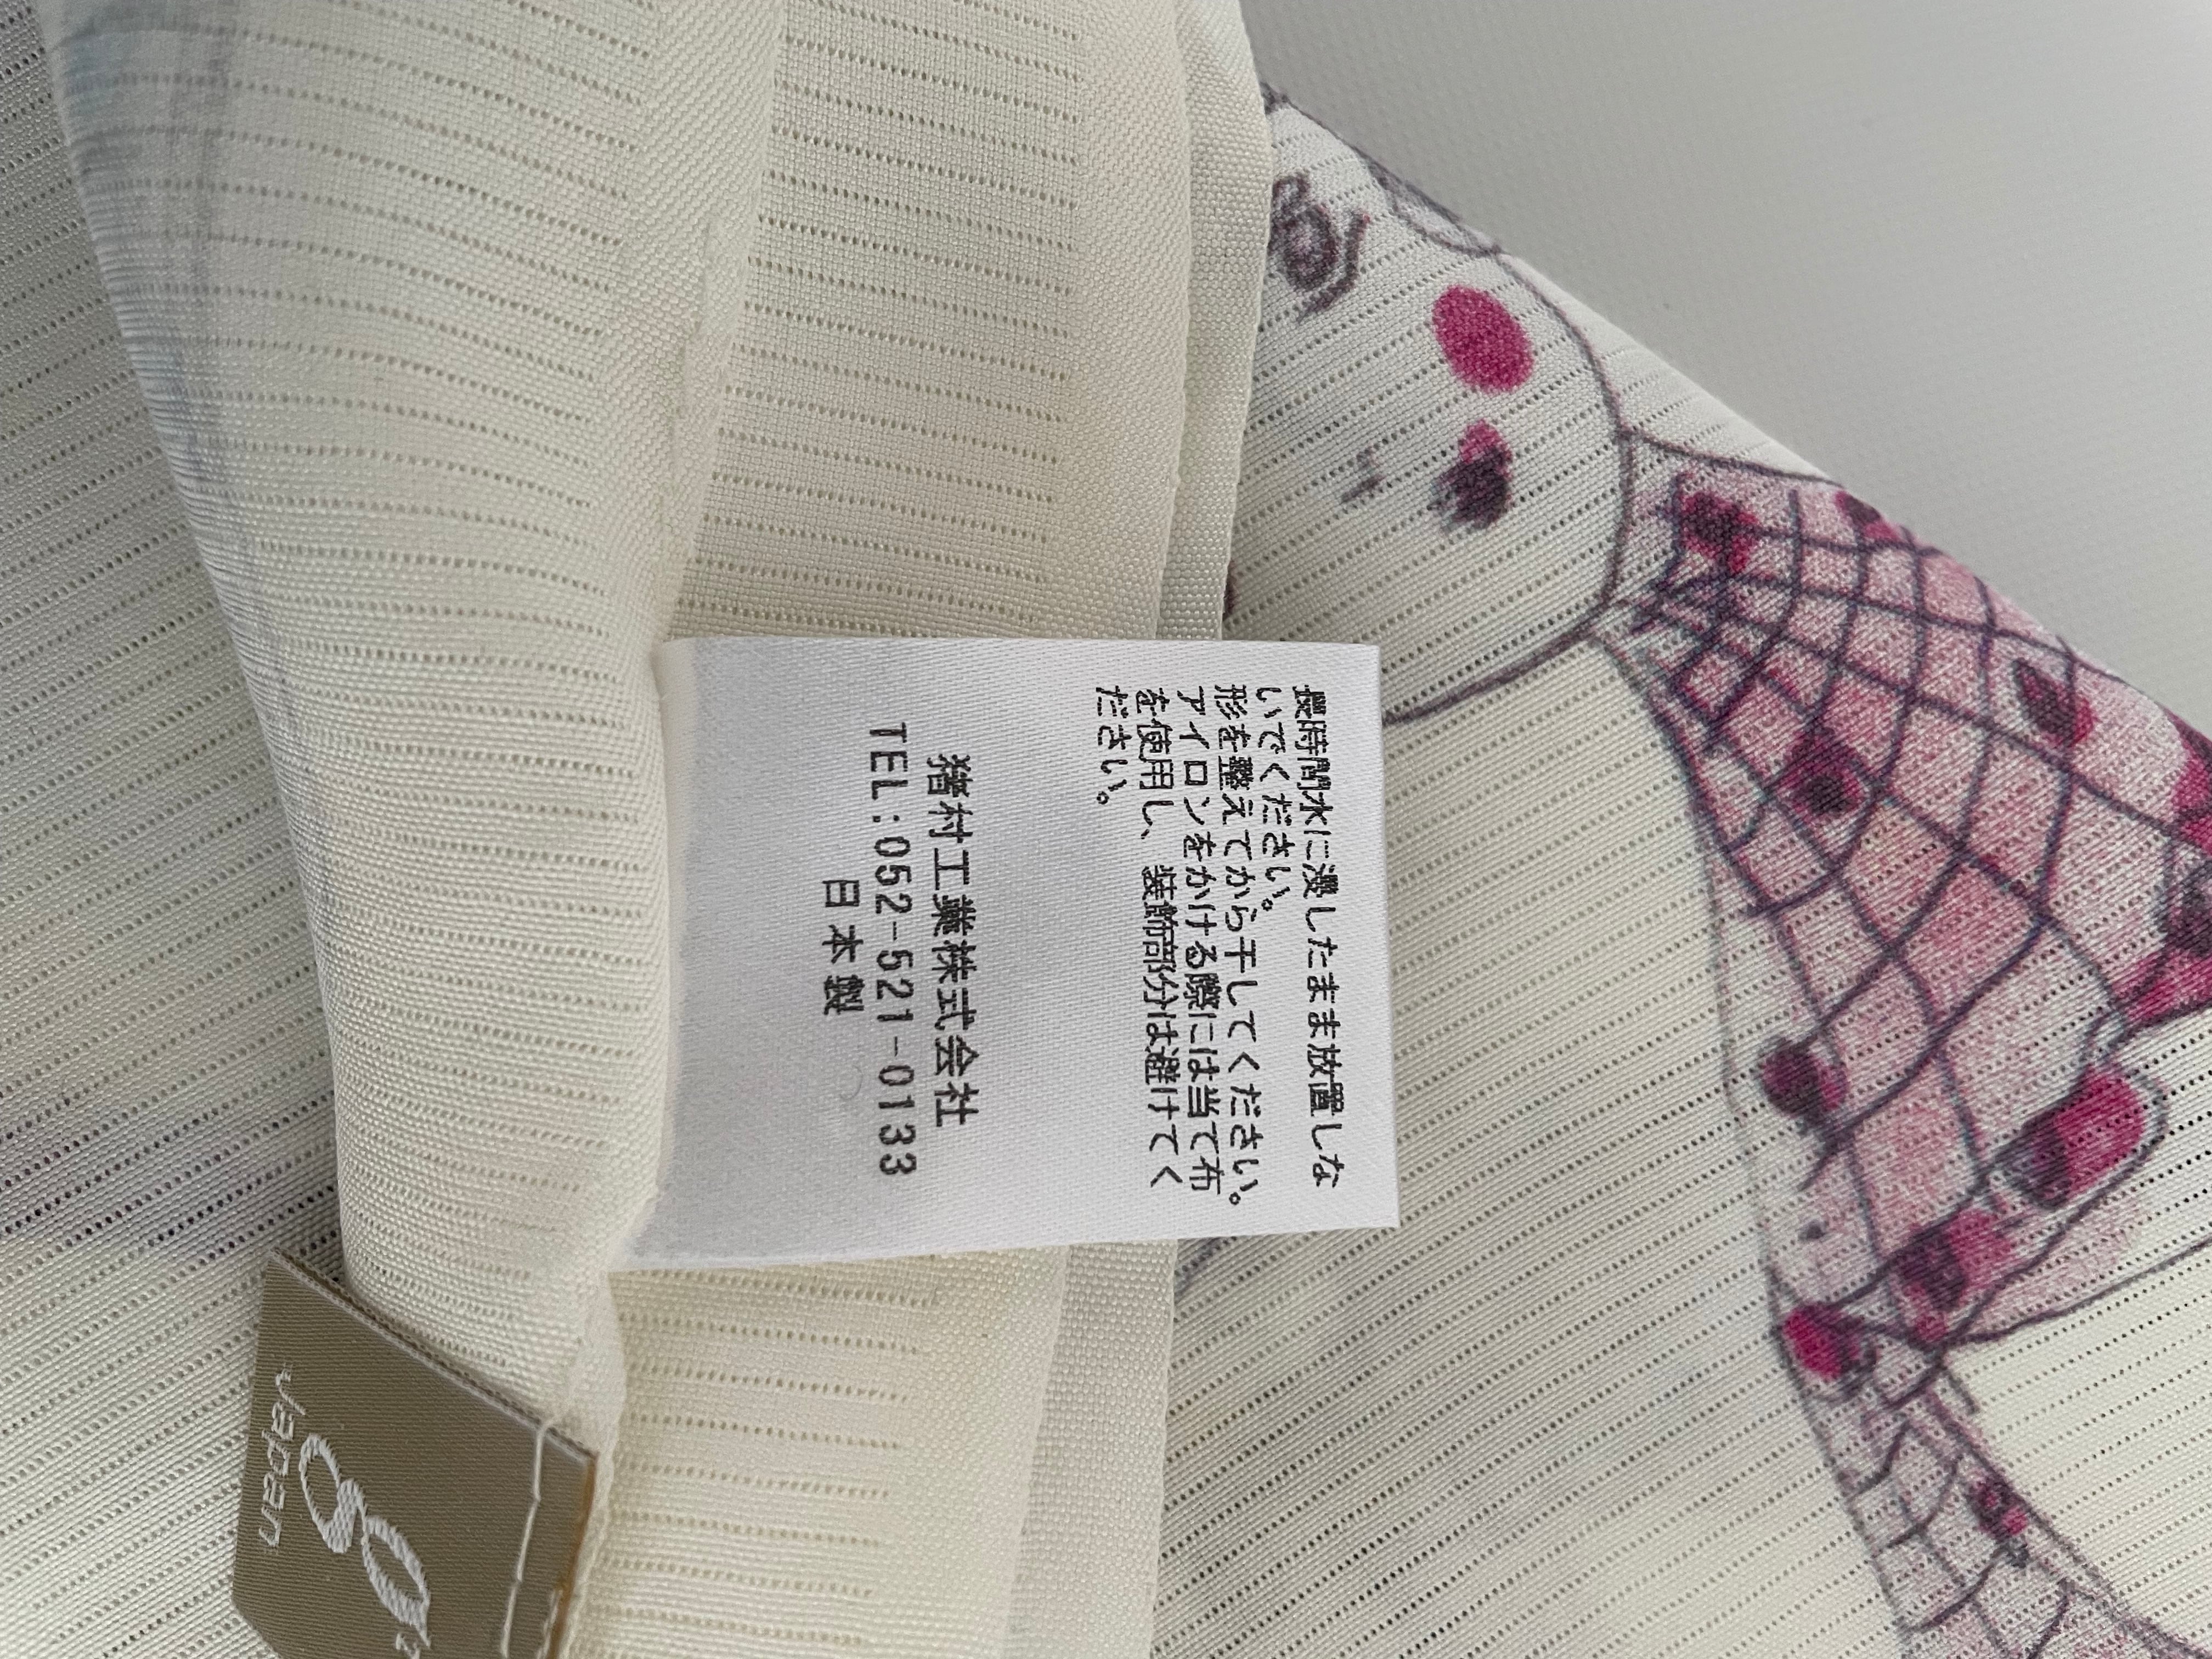 長時間水に浸したまま放置しな
いでください。
形を整えてから干してください。
アイロンをかける際には当て布
を使用し、装飾部分は避けてく
ださい。
猪村工業株式会社
TEL:052-521-0133
日本製
Japan